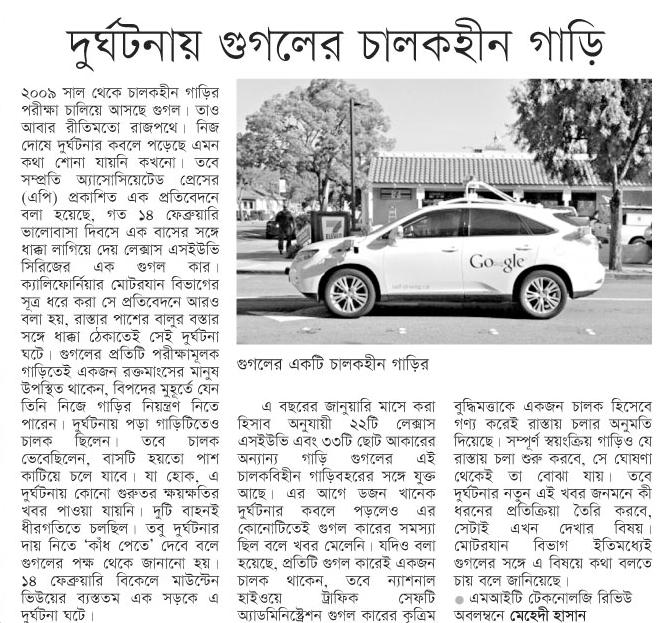 দুর্ঘটনায় গুগলের চালকহীন গাড়ি
২০০৯ সাল থেকে চালকহীন গাড়ির
পরীক্ষা চালিয়ে আসছে গুগল। তাও
আবার রীতিমতো রাজপথে। নিজ
দোষে দুর্ঘটনার কবলে পড়েছে এমন
কথা শোনা যায়নি কখনো। তবে
সম্প্রতি অ্যাসোসিয়েটেড প্রেসের
(এপি) প্রকাশিত এক প্রতিবেদনে
বলা হয়েছে, গত ১৪ ফেব্রুয়ারি
ভালোবাসা দিবসে এক বাসের সঙ্গে
ধাক্কা লাগিয়ে দেয় লেক্সাস এসইউভি
সিরিজের এক গুগল কার।
ক্যালিফোর্নিয়ার মোটরযান বিভাগের
সূত্র ধরে করা সে প্রতিবেদনে আরও
বলা হয়, রাস্তার পাশের বালুর বস্তার
সঙ্গে ধাক্কা ঠেকাতেই সেই দুর্ঘটনা
ঘটে। গুগলের প্রতিটি পরীক্ষামূলক
গাড়িতেই একজন রক্তমাংসের মানুষ
উপস্থিত থাকেন, বিপদের মুহূর্তে যেন
তিনি নিজে গাড়ির নিয়ন্ত্রণ নিতে
পারেন। দুর্ঘটনায় পড়া গাড়িটিতেও
চালক ছিলেন। তবে চালক
ভেবেছিলেন, বাসটি হয়তো পাশ
কাটিয়ে চলে যাবে। যা হোক, এ
দুর্ঘটনায় কোনো গুরুতর ক্ষয়ক্ষতির
খবর পাওয়া যায়নি। দুটি বাহনই
ধীরগতিতে চলছিল। তবু দুর্ঘটনার
দায় নিতে ‘কাঁধ পেতে’ দেবে বলে
গুগলের পক্ষ থেকে জানানো হয়।
১৪ ফেব্রুয়ারি বিকেলে মাউন্টেন
ভিউয়ের ব্যস্ততম এক সড়কে এ
দুর্ঘটনা ঘটে।
Google
self-driving car
গুগলের একটি চালকহীন গাড়ির
এ বছরের জানুয়ারি মাসে করা
হিসাব অনুযায়ী ২২টি লেক্সাস
এসইউভি এবং ৩৩টি ছোট আকারের
অন্যান্য গাড়ি গুগলের এই
চালকবিহীন গাড়িবহরের সঙ্গে যুক্ত
আছে। এর আগে ডজন খানেক
দুর্ঘটনার কবলে পড়লেও এর
কোনোটিতেই গুগল কারের সমস্যা
ছিল বলে খবর মেলেনি। যদিও বলা
হয়েছে, প্রতিটি গুগল কারেই একজন
চালক থাকেন, তবে ন্যাশনাল
হাইওয়ে ট্রাফিক সেফটি
অ্যাডমিনিস্ট্রেশন গুগল কারের কৃত্রিম
বুদ্ধিমত্তাকে একজন চালক হিসেবে
গণ্য করেই রাস্তায় চলার অনুমতি
দিয়েছে। সম্পূর্ণ স্বয়ংক্রিয় গাড়িও যে
রাস্তায় চলা শুরু করবে, সে ঘোষণা
থেকেই তা বোঝা যায়। তবে
দুর্ঘটনার নতুন এই খবর জনমনে কী
ধরনের প্রতিক্রিয়া তৈরি করবে,
সেটাই এখন দেখার বিষয়।
মোটরযান বিভাগ ইতিমধ্যেই
গুগলের সঙ্গে এ বিষয়ে কথা বলতে
চায় বলে জানিয়েছে।
● এমআইটি টেকনোলজি রিভিউ
অবলম্বনে মেহেদী হাসান